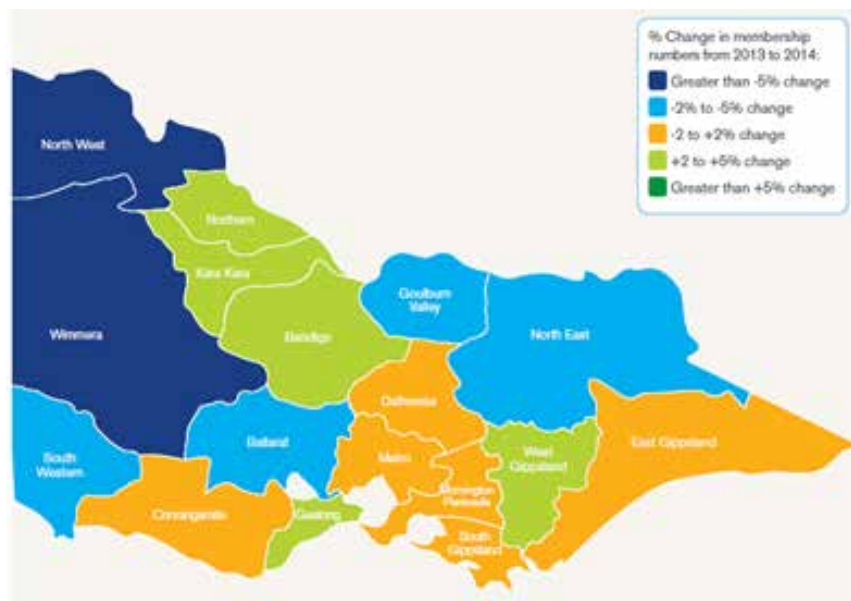 % Change in membership
numbers from 2013 to 2014:
Greater than -5% change
-2% to -5% change
-2 to +2% change
+2 to +5% change
Greater than +5% change
North West
Northern
Kara Kara
Goulburn
Valley
Wimmera
Bendigo
North East
Dalhousie
South
Western
Ballarat
Metro
West
Gippsland
East Gippsland
Mornington
Peninsula
Corangamite
Geelong
South
Gippsland